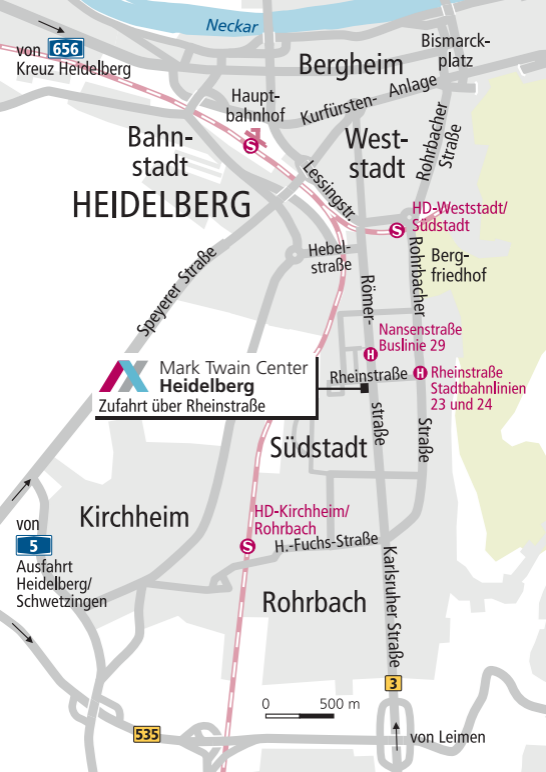 Neckar
von 656
Kreuz Heidelberg
Bismarck-
platz
Bergheim
Haupt-
bahnhof
Kurfürsten-Anlage
Bahn-
stadt
S
West-
stadt
Rohrbacher
Straße
Lessingstr.
HEIDELBERG
HD-Weststadt/
Südstadt
S
Hebel-
straße
Rohrbacher
Berg-
friedhof
Speyerer Straße
Römer-
Nansenstraße
Buslinie 29
H
Mark Twain Center
Heidelberg
Zufahrt über Rheinstraße
Rheinstraße
H
Rheinstraße
Stadtbahnlinien
23 und 24
straße
Straße
Südstadt
Kirchheim
HD-Kirchheim/
Rohrbach
S
H.-Fuchs-Straße
von
5
Ausfahrt
Heidelberg/
Schwetzingen
Karlsruher Straße
Rohrbach
3
0 500 m
535
von Leimen